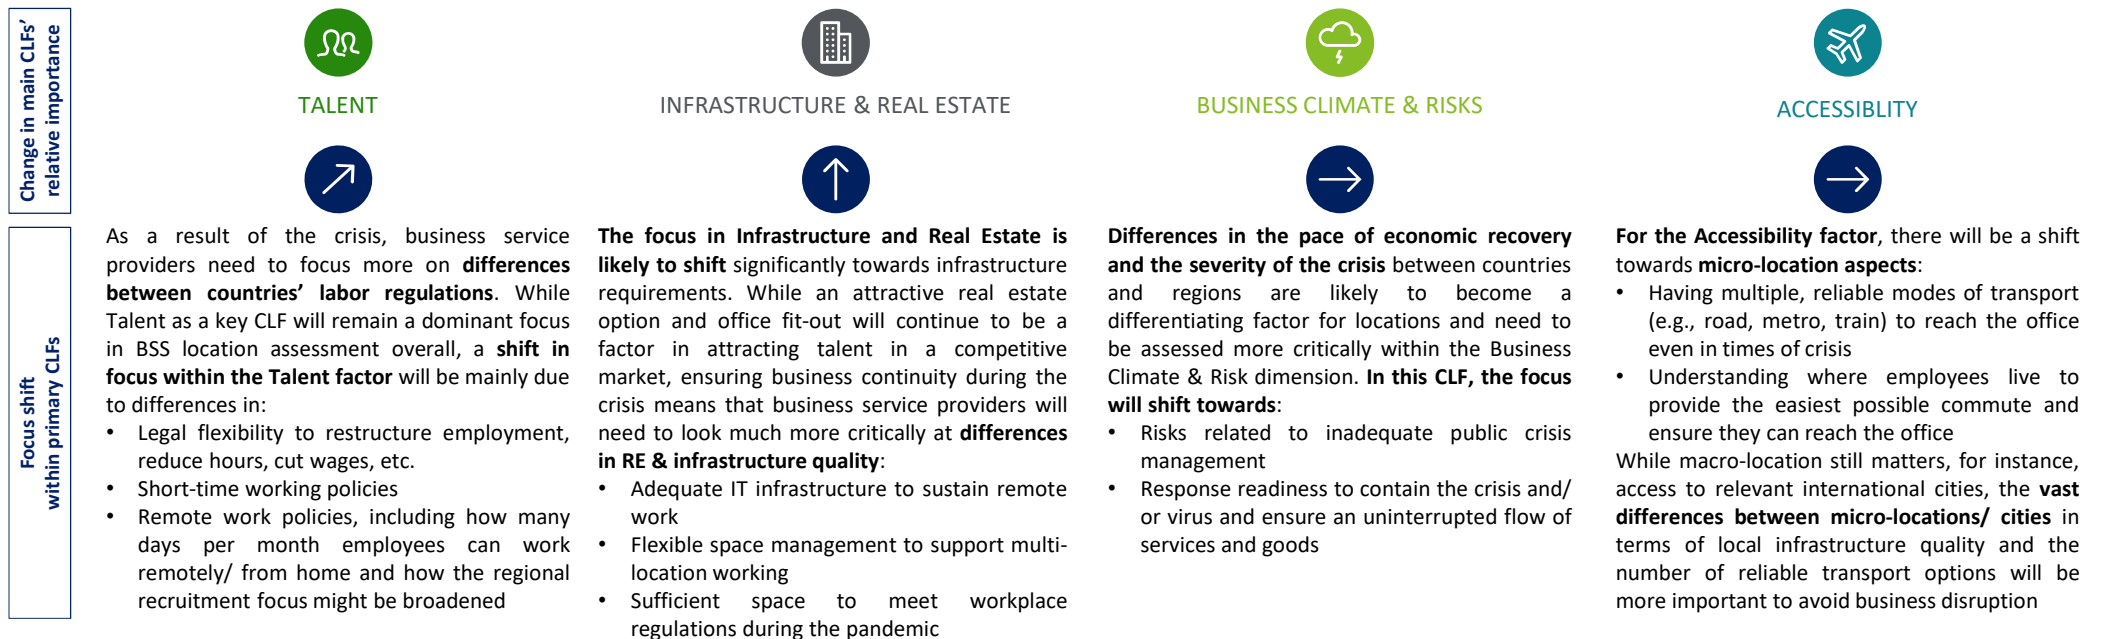 Change in main CLFs'
relative importance
TALENT
INFRASTRUCTURE & REAL ESTATE
BUSINESS CLIMATE & RISKS
ACCESSIBLITY
Focus shift
within primary CLFs
As a result of the crisis, business service
providers need to focus more on differences
between countries' labor regulations. While
Talent as a key CLF will remain a dominant focus
in BSS location assessment overall, a shift in
focus within the Talent factor will be mainly due
to differences in:
• Legal flexibility to restructure employment,
reduce hours, cut wages, etc.
• Short-time working policies
• Remote work policies, including how many
days per month employees can work
remotely/ from home and how the regional
recruitment focus might be broadened
The focus in Infrastructure and Real Estate is
likely to shift significantly towards infrastructure
requirements. While an attractive real estate
option and office fit-out will continue to be a
factor in attracting talent in a competitive
market, ensuring business continuity during the
crisis means that business service providers will
need to look much more critically at differences
in RE & infrastructure quality:
• Adequate IT infrastructure to sustain remote
work
• Flexible space management to support multi-
location working
• Sufficient space to meet workplace
regulations during the pandemic
Differences in the pace of economic recovery
and the severity of the crisis between countries
and regions are likely to become a
differentiating factor for locations and need to
be assessed more critically within the Business
Climate & Risk dimension. In this CLF, the focus
will shift towards:
• Risks related to inadequate public crisis
management
• Response readiness to contain the crisis and/
or virus and ensure an uninterrupted flow of
services and goods
For the Accessibility factor, there will be a shift
towards micro-location aspects:
• Having multiple, reliable modes of transport
(e.g., road, metro, train) to reach the office
even in times of crisis
• Understanding where employees live to
provide the easiest possible commute and
ensure they can reach the office
While macro-location still matters, for instance,
access to relevant international cities, the vast
differences between micro-locations/ cities in
terms of local infrastructure quality and the
number of reliable transport options will be
more important to avoid business disruption